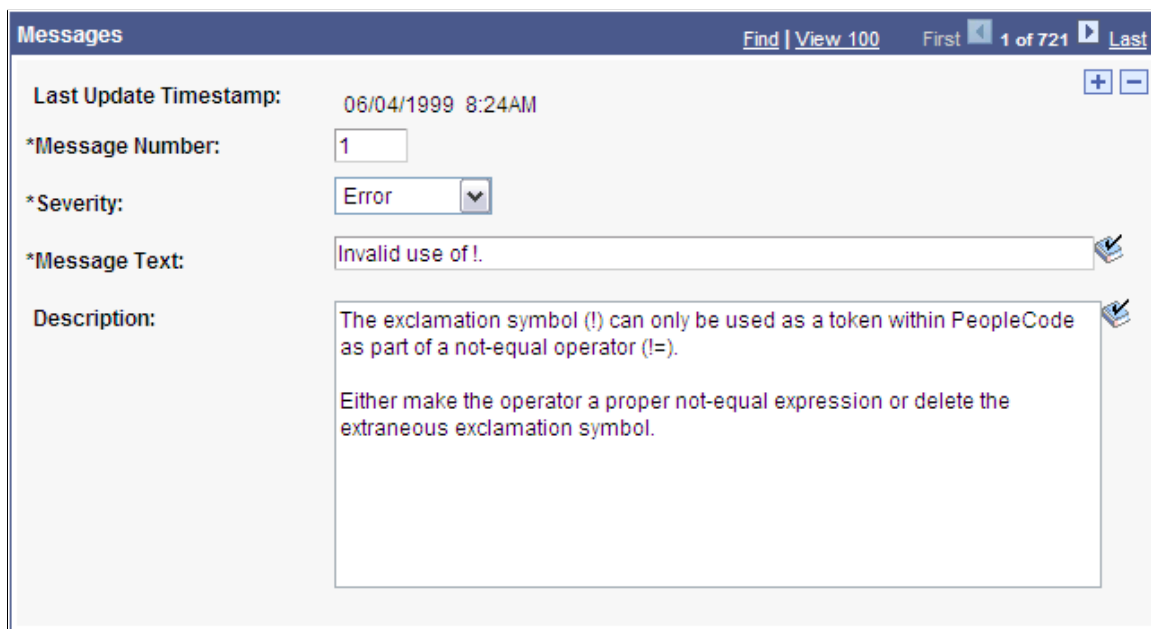 Messages Find | View 100 First 1 of 721 Last
Last Update Timestamp: 06/04/1999 8:24AM
*Message Number: 1
*Severity: Error
*Message Text: Invalid use of !.
Description: The exclamation symbol (!) can only be used as a token within PeopleCode
as part of a not-equal operator (!=).
Either make the operator a proper not-equal expression or delete the
extraneous exclamation symbol.